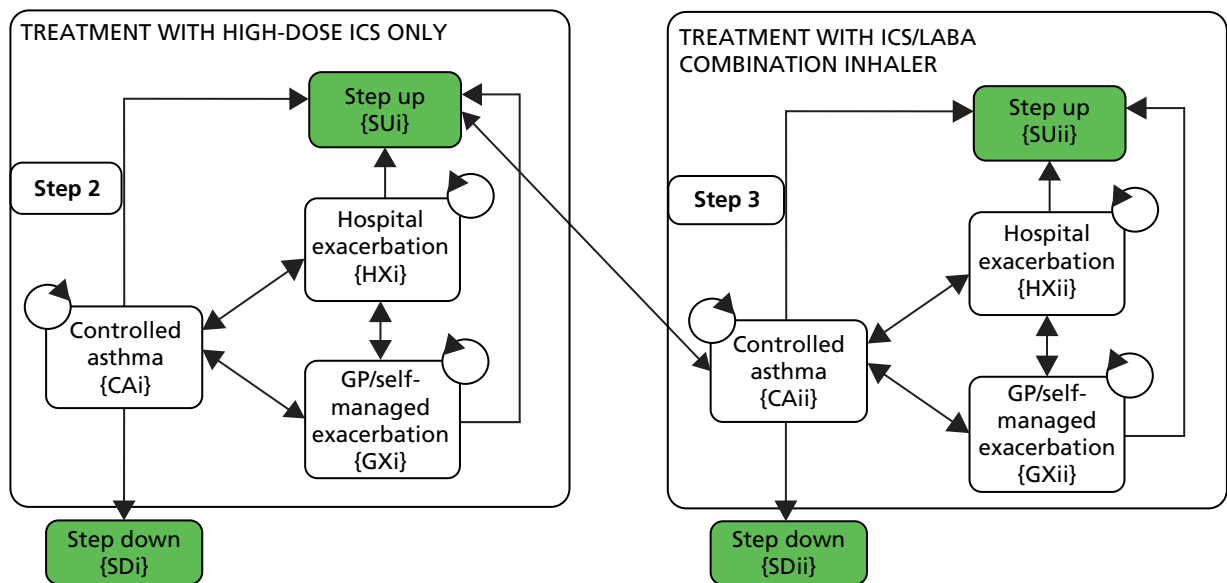 TREATMENT WITH HIGH-DOSE ICS ONLY
Step up
{SUi}
Step 2
Hospital
exacerbation
{HXi}
Controlled
asthma
{CAi}
GP/self-
managed
exacerbation
{GXi}
Step down
{SDi}
TREATMENT WITH ICS/LABA
COMBINATION INHALER
Step up
{SUii}
Step 3
Hospital
exacerbation
{HXii}
Controlled
asthma
{CAii}
GP/self-
managed
exacerbation
{GXii}
Step down
{SDii}